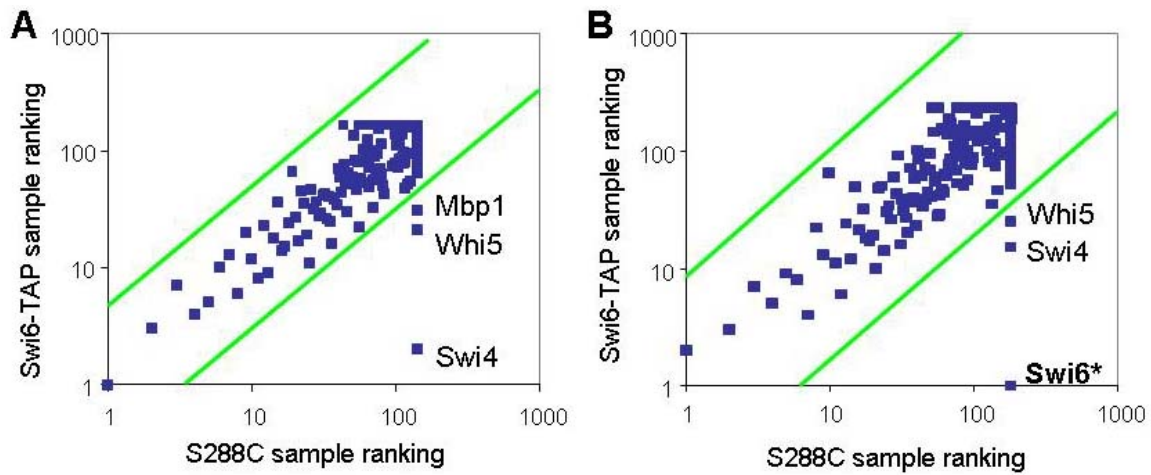 A
Swi6-TAP sample ranking
1000
100
10
1
Mbp1
Whi5
Swi4
1
10
100
1000
S288C sample ranking
B
Swi6-TAP sample ranking
1000
100
10
1
Whi5
Swi4
Swi6*
1
10
100
1000
S288C sample ranking